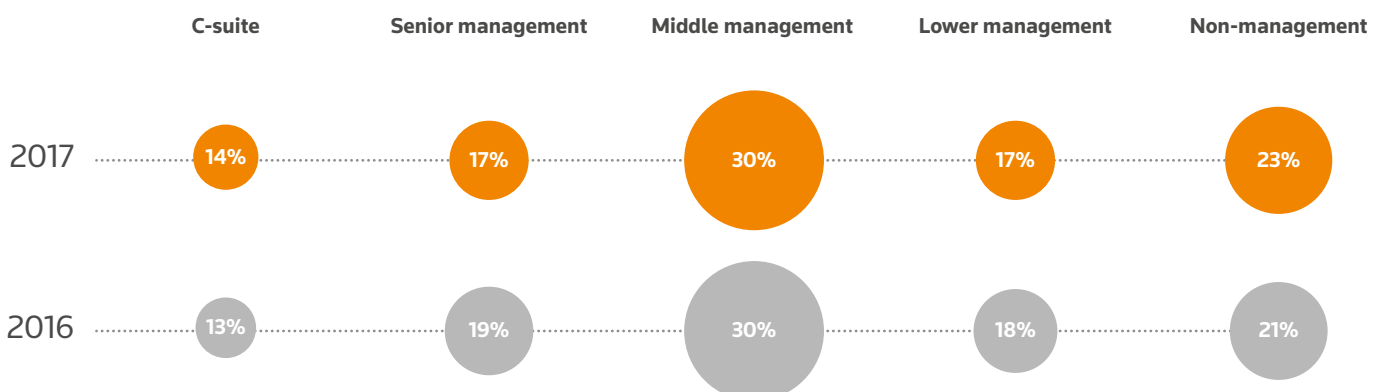 C-suite Senior management Middle management Lower management Non-management
2017 14% 17% 30% 17% 23%
2016 13% 19% 30% 18% 21%